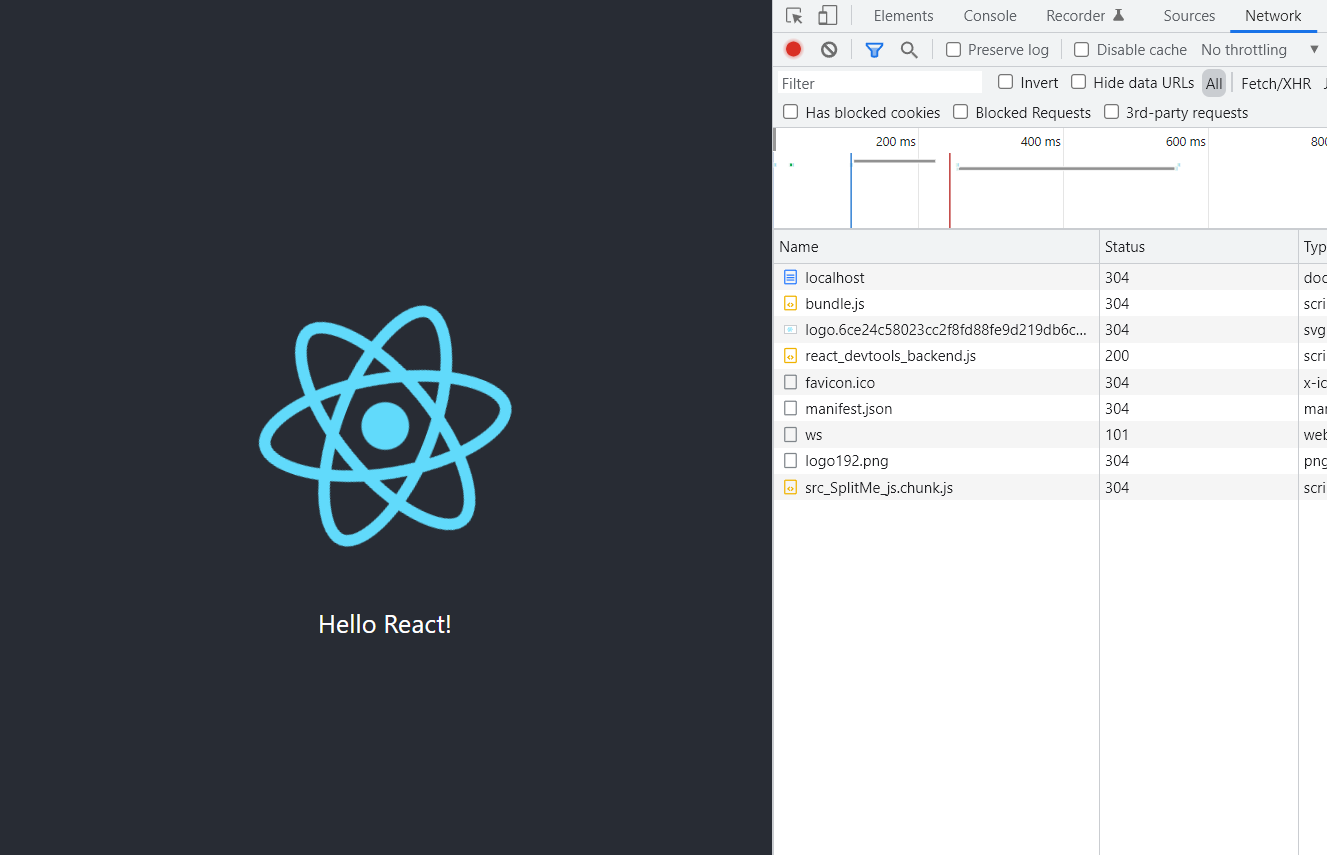 Hello React!
Elements Console Recorder Sources Network
Preserve log Disable cache No throttling
Filter Invert Hide data URLs All Fetch/XHR
Has blocked cookies Blocked Requests 3rd-party requests
200 ms 400 ms 600 ms 800
Name Status Typ
localhost 304 doc
bundle.js 304 scri
logo.6ce24c58023cc2f8fd88fe9d219db6c... 304 svg
react_devtools_backend.js 200 scri
favicon.ico 304 x-ic
manifest.json 304 mar
ws 101 web
logo192.png 304 png
src_SplitMe_js.chunk.js 304 scri